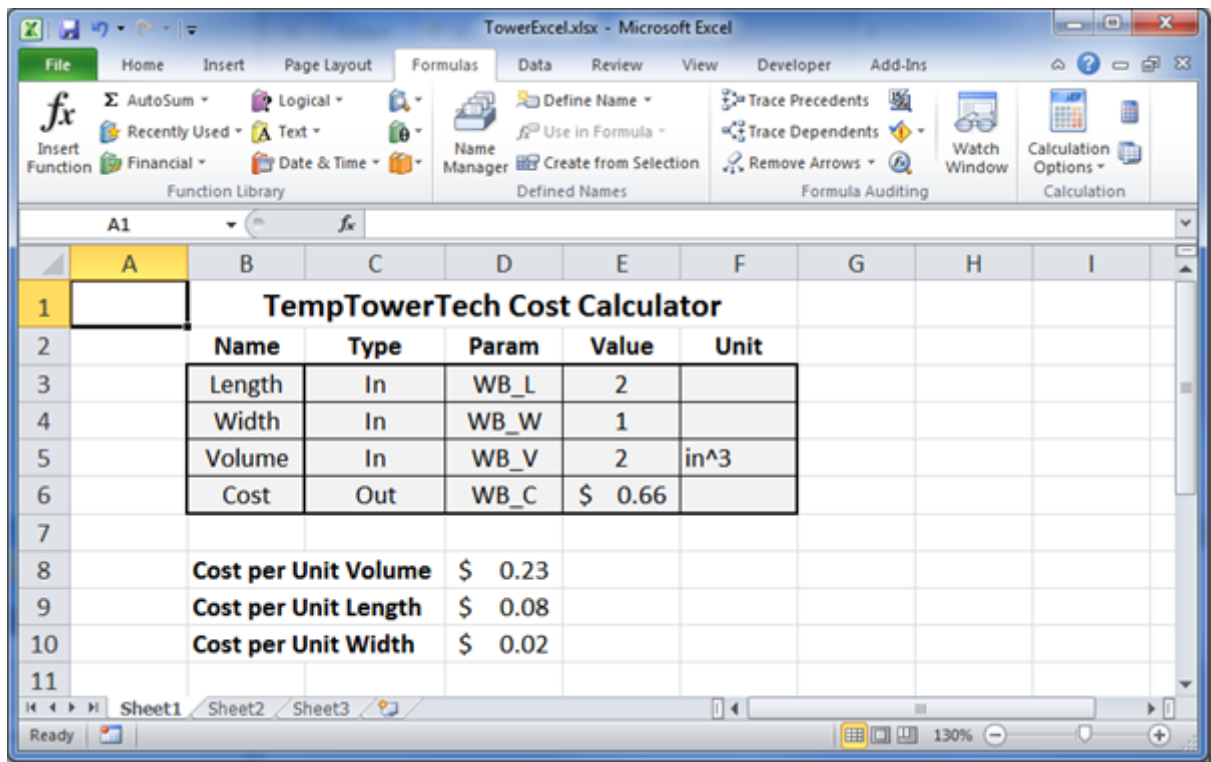 TowerExcel.xlsx - Microsoft Excel
File Home Insert Page Layout Formulas Data Review View Developer Add-Ins
fx Insert Function
Σ AutoSum
Recently Used
Financial
Logical
Text
Date & Time
Function Library
Name Manager
Define Name
Use in Formula
Create from Selection
Defined Names
Trace Precedents
Trace Dependents
Remove Arrows
Formula Auditing
Watch Window
Calculation Options
Calculation
A1 fx
A B C D E F G H I
1 TempTowerTech Cost Calculator
2 Name Type Param Value Unit
3 Length In WB_L 2
4 Width In WB_W 1
5 Volume In WB_V 2 in^3
6 Cost Out WB_C $ 0.66
7
8 Cost per Unit Volume $ 0.23
9 Cost per Unit Length $ 0.08
10 Cost per Unit Width $ 0.02
11
Sheet1 Sheet2 Sheet3
Ready 130%